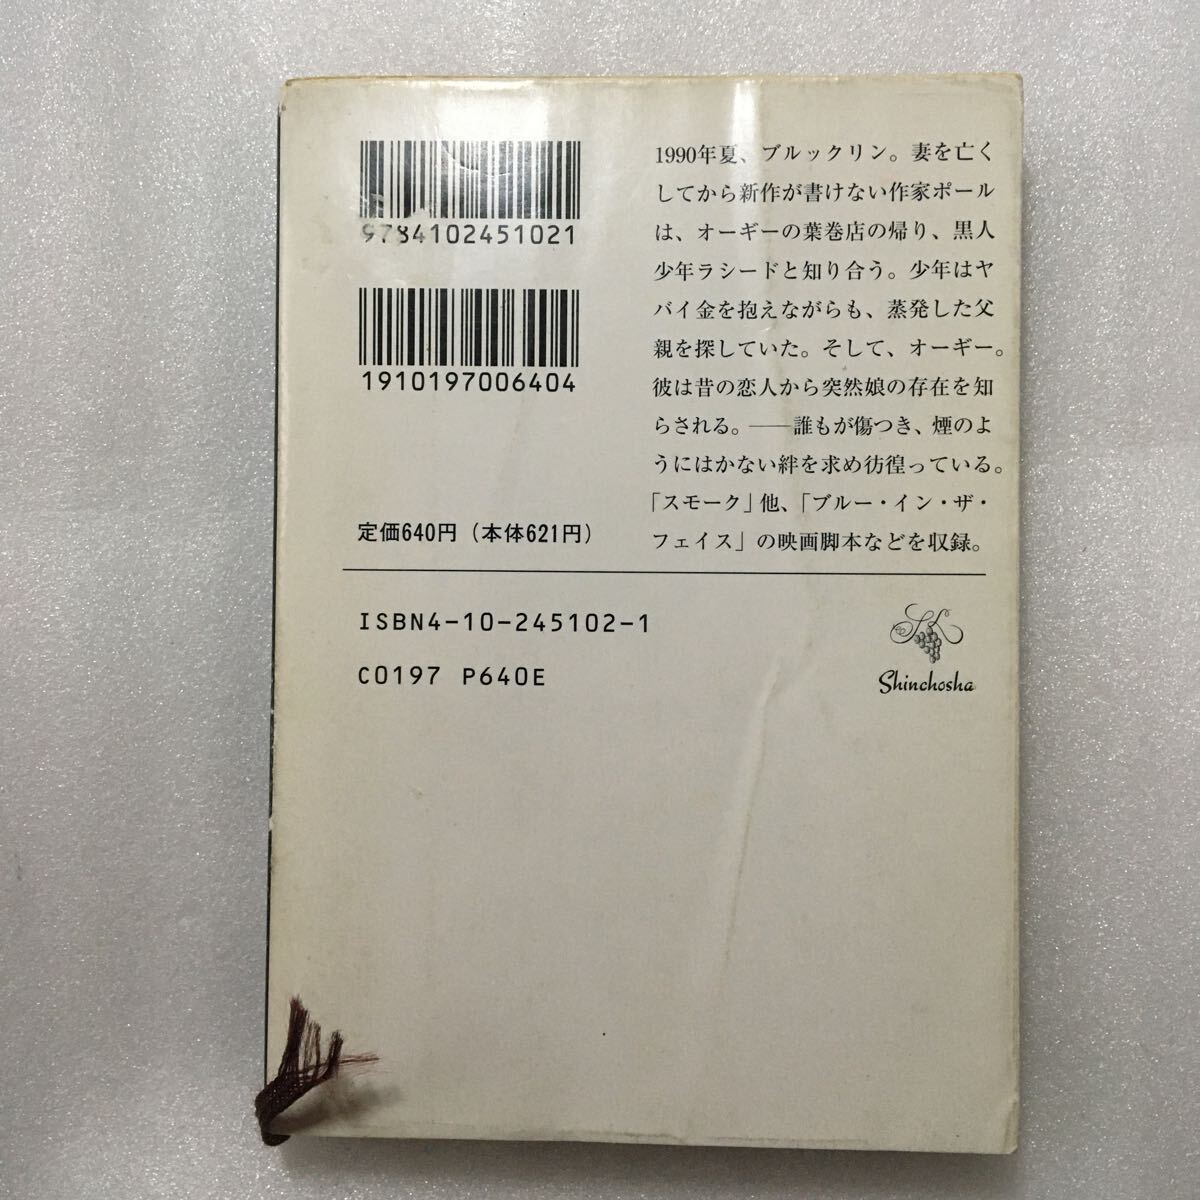 9784102451021
1910197006404
定価640円（本体621円）
1990年夏、ブルックリン。妻を亡く
してから新作が書けない作家ポール
は、オーギーの葉巻店の帰り、黒人
少年ラシードと知り合う。少年はヤ
バイ金を抱えながらも、蒸発した父
親を探していた。そして、オーギー。
彼は昔の恋人から突然娘の存在を知
らされる。――誰もが傷つき、煙のよ
うにはかない絆を求め彷徨っている。
「スモーク」他、「ブルー・イン・ザ・
フェイス」の映画脚本などを収録。
ISBN4-10-245102-1
C0197 P640E
Shinchosha